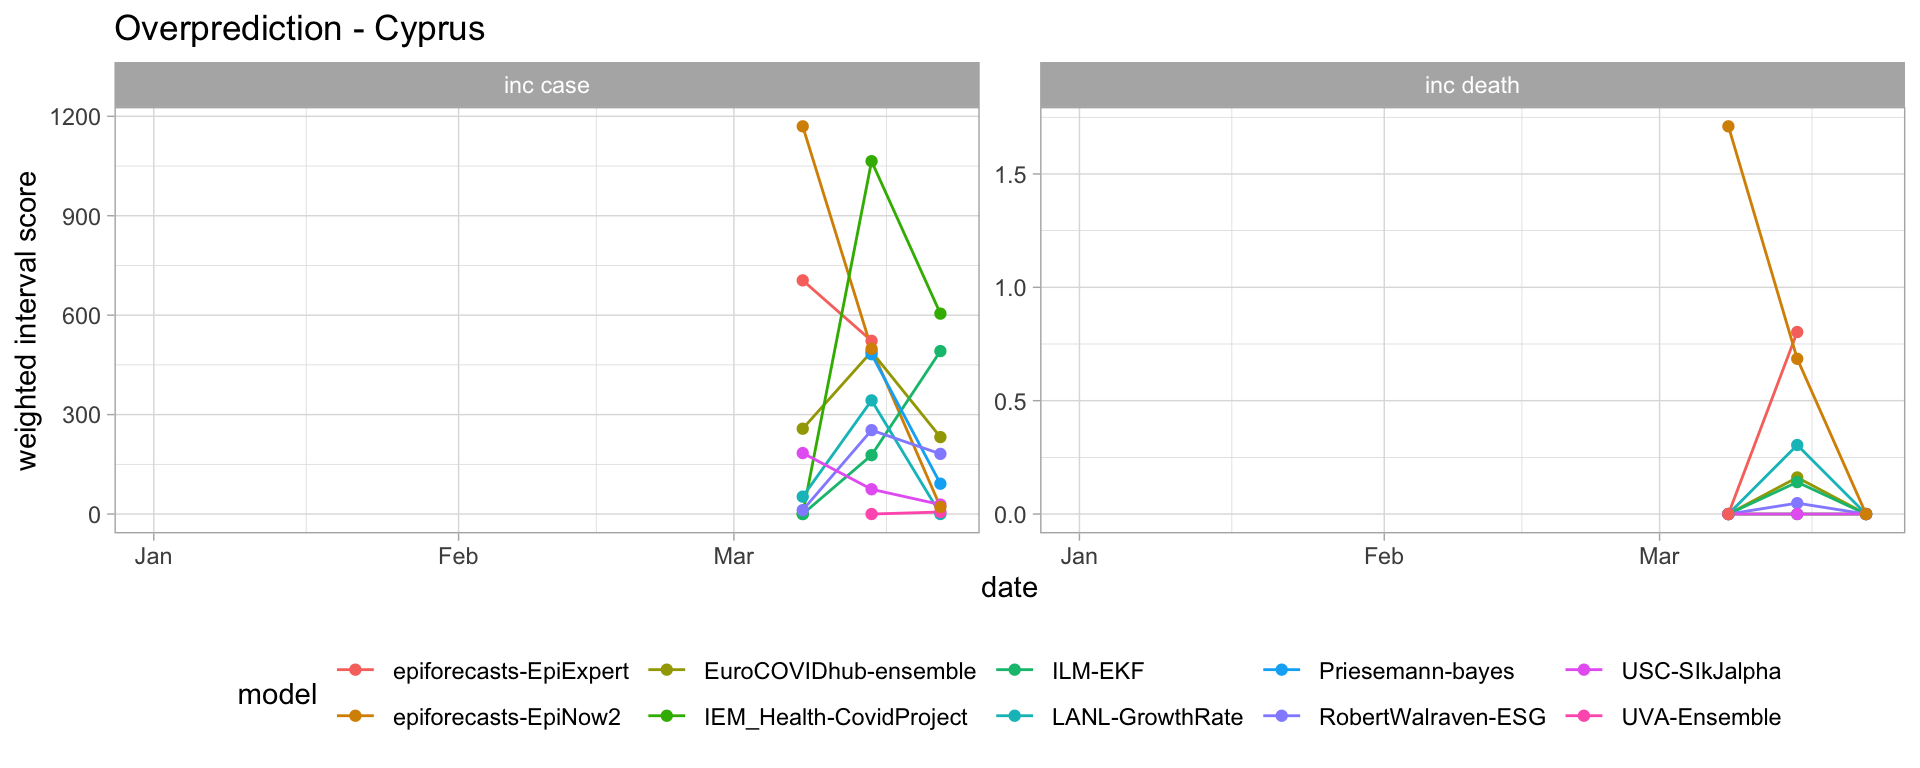 Overprediction - Cyprus
inc case
inc death
weighted interval score
1200
900
600
300
0
1.5
1.0
0.5
0.0
Jan
Feb
Mar
Jan
Feb
Mar
date
model
epiforecasts-EpiExpert
EuroCOVIDhub-ensemble
ILM-EKF
Priesemann-bayes
USC-SIkJalpha
epiforecasts-EpiNow2
IEM_Health-CovidProject
LANL-GrowthRate
RobertWalraven-ESG
UVA-Ensemble